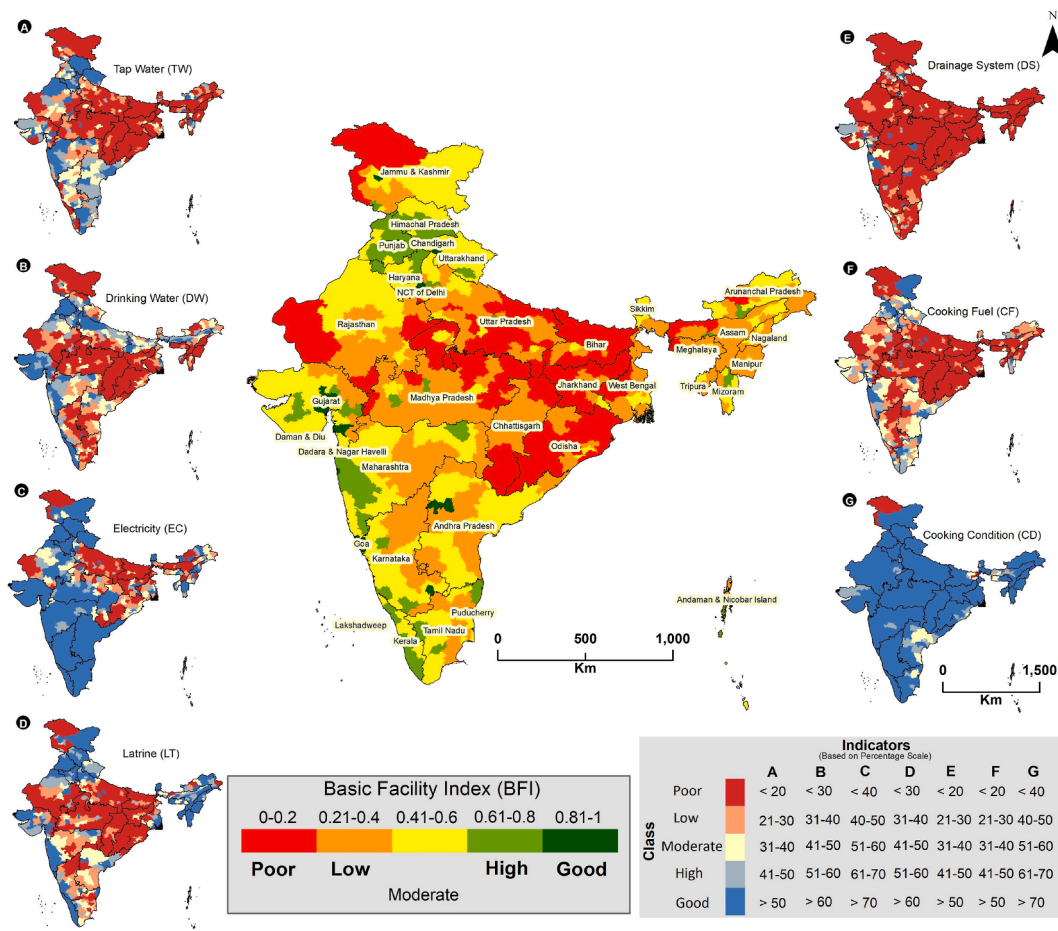 A
Tap Water (TW)
B
Drinking Water (DW)
C
Electricity (EC)
D
Latrine (LT)
Jammu & Kashmir
Himachal Pradesh
Punjab
Chandigarh
Uttarakhand
Haryana
NCT of Delhi
Rajasthan
Uttar Pradesh
Bihar
Sikkim
Arunanchal Pradesh
Assam
Nagaland
Meghalaya
Manipur
Tripura
Mizoram
Jharkhand
West Bengal
Gujarat
Madhya Pradesh
Chhattisgarh
Odisha
Daman & Diu
Dadara & Nagar Havelli
Maharashtra
Andhra Pradesh
Goa
Karnataka
Puducherry
Lakshadweep
Kerala
Tamil Nadu
Andaman & Nicobar Island
0 500 1,000
Km
N
E
Drainage System (DS)
F
Cooking Fuel (CF)
G
Cooking Condition (CD)
0 1,500
Km
Basic Facility Index (BFI)
0-0.2 0.21-0.4 0.41-0.6 0.61-0.8 0.81-1
Poor Low High Good
Moderate
Indicators
(Based on Percentage Scale)
A B C D E F G
Class
Poor < 20 < 30 < 40 < 30 < 20 < 20 < 40
Low 21-30 31-40 40-50 31-40 21-30 21-30 40-50
Moderate 31-40 41-50 51-60 41-50 31-40 31-40 51-60
High 41-50 51-60 61-70 51-60 41-50 41-50 61-70
Good > 50 > 60 > 70 > 60 > 50 > 50 > 70